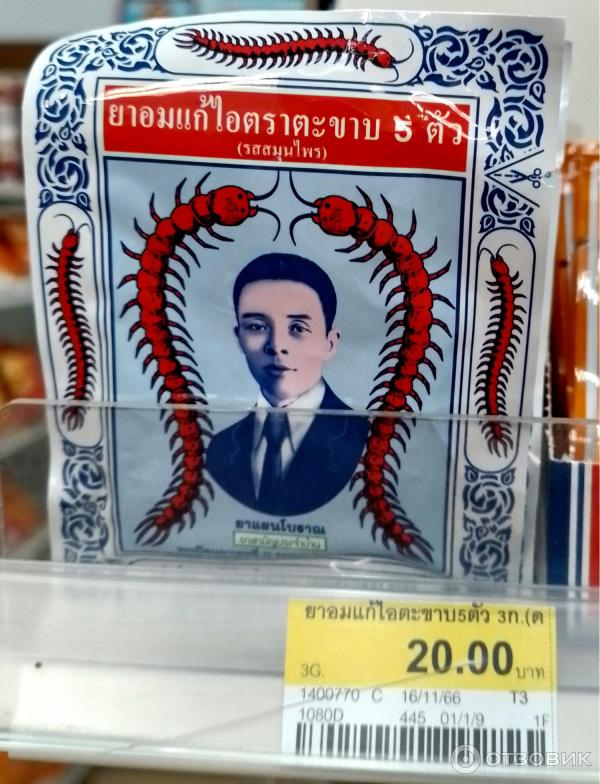 ยาอมแก้ไอตราตะขาบ 5 ตัว
(รสสมุนไพร)
ยาแผนโบราณ
ยาสามัญประจำบ้าน
ยาอมแก้ไอตะขาบ5ตัว 3ก.(ด
3G. 20.00 บาท
1400770 C 16/11/66 T3
1080D 445 01/1/9 1F
ОТЗОВИК